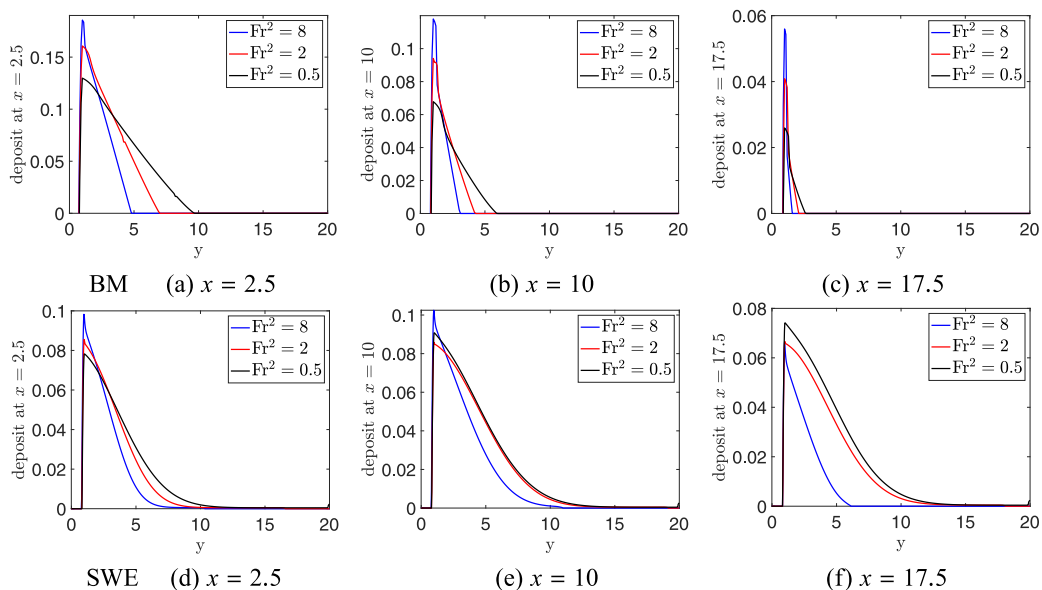 deposit at x = 2.5
0.15
0.1
0.05
0
0 5 10 15 20
y
Fr² = 8
Fr² = 2
Fr² = 0.5
deposit at x = 10
0.1
0.08
0.06
0.04
0.02
0
0 5 10 15 20
y
Fr² = 8
Fr² = 2
Fr² = 0.5
deposit at x = 17.5
0.06
0.04
0.02
0
0 5 10 15 20
y
Fr² = 8
Fr² = 2
Fr² = 0.5
BM (a) x = 2.5 (b) x = 10 (c) x = 17.5
deposit at x = 2.5
0.1
0.08
0.06
0.04
0.02
0
0 5 10 15 20
y
Fr² = 8
Fr² = 2
Fr² = 0.5
deposit at x = 10
0.1
0.08
0.06
0.04
0.02
0
0 5 10 15 20
y
Fr² = 8
Fr² = 2
Fr² = 0.5
deposit at x = 17.5
0.08
0.06
0.04
0.02
0
0 5 10 15 20
y
Fr² = 8
Fr² = 2
Fr² = 0.5
SWE (d) x = 2.5 (e) x = 10 (f) x = 17.5